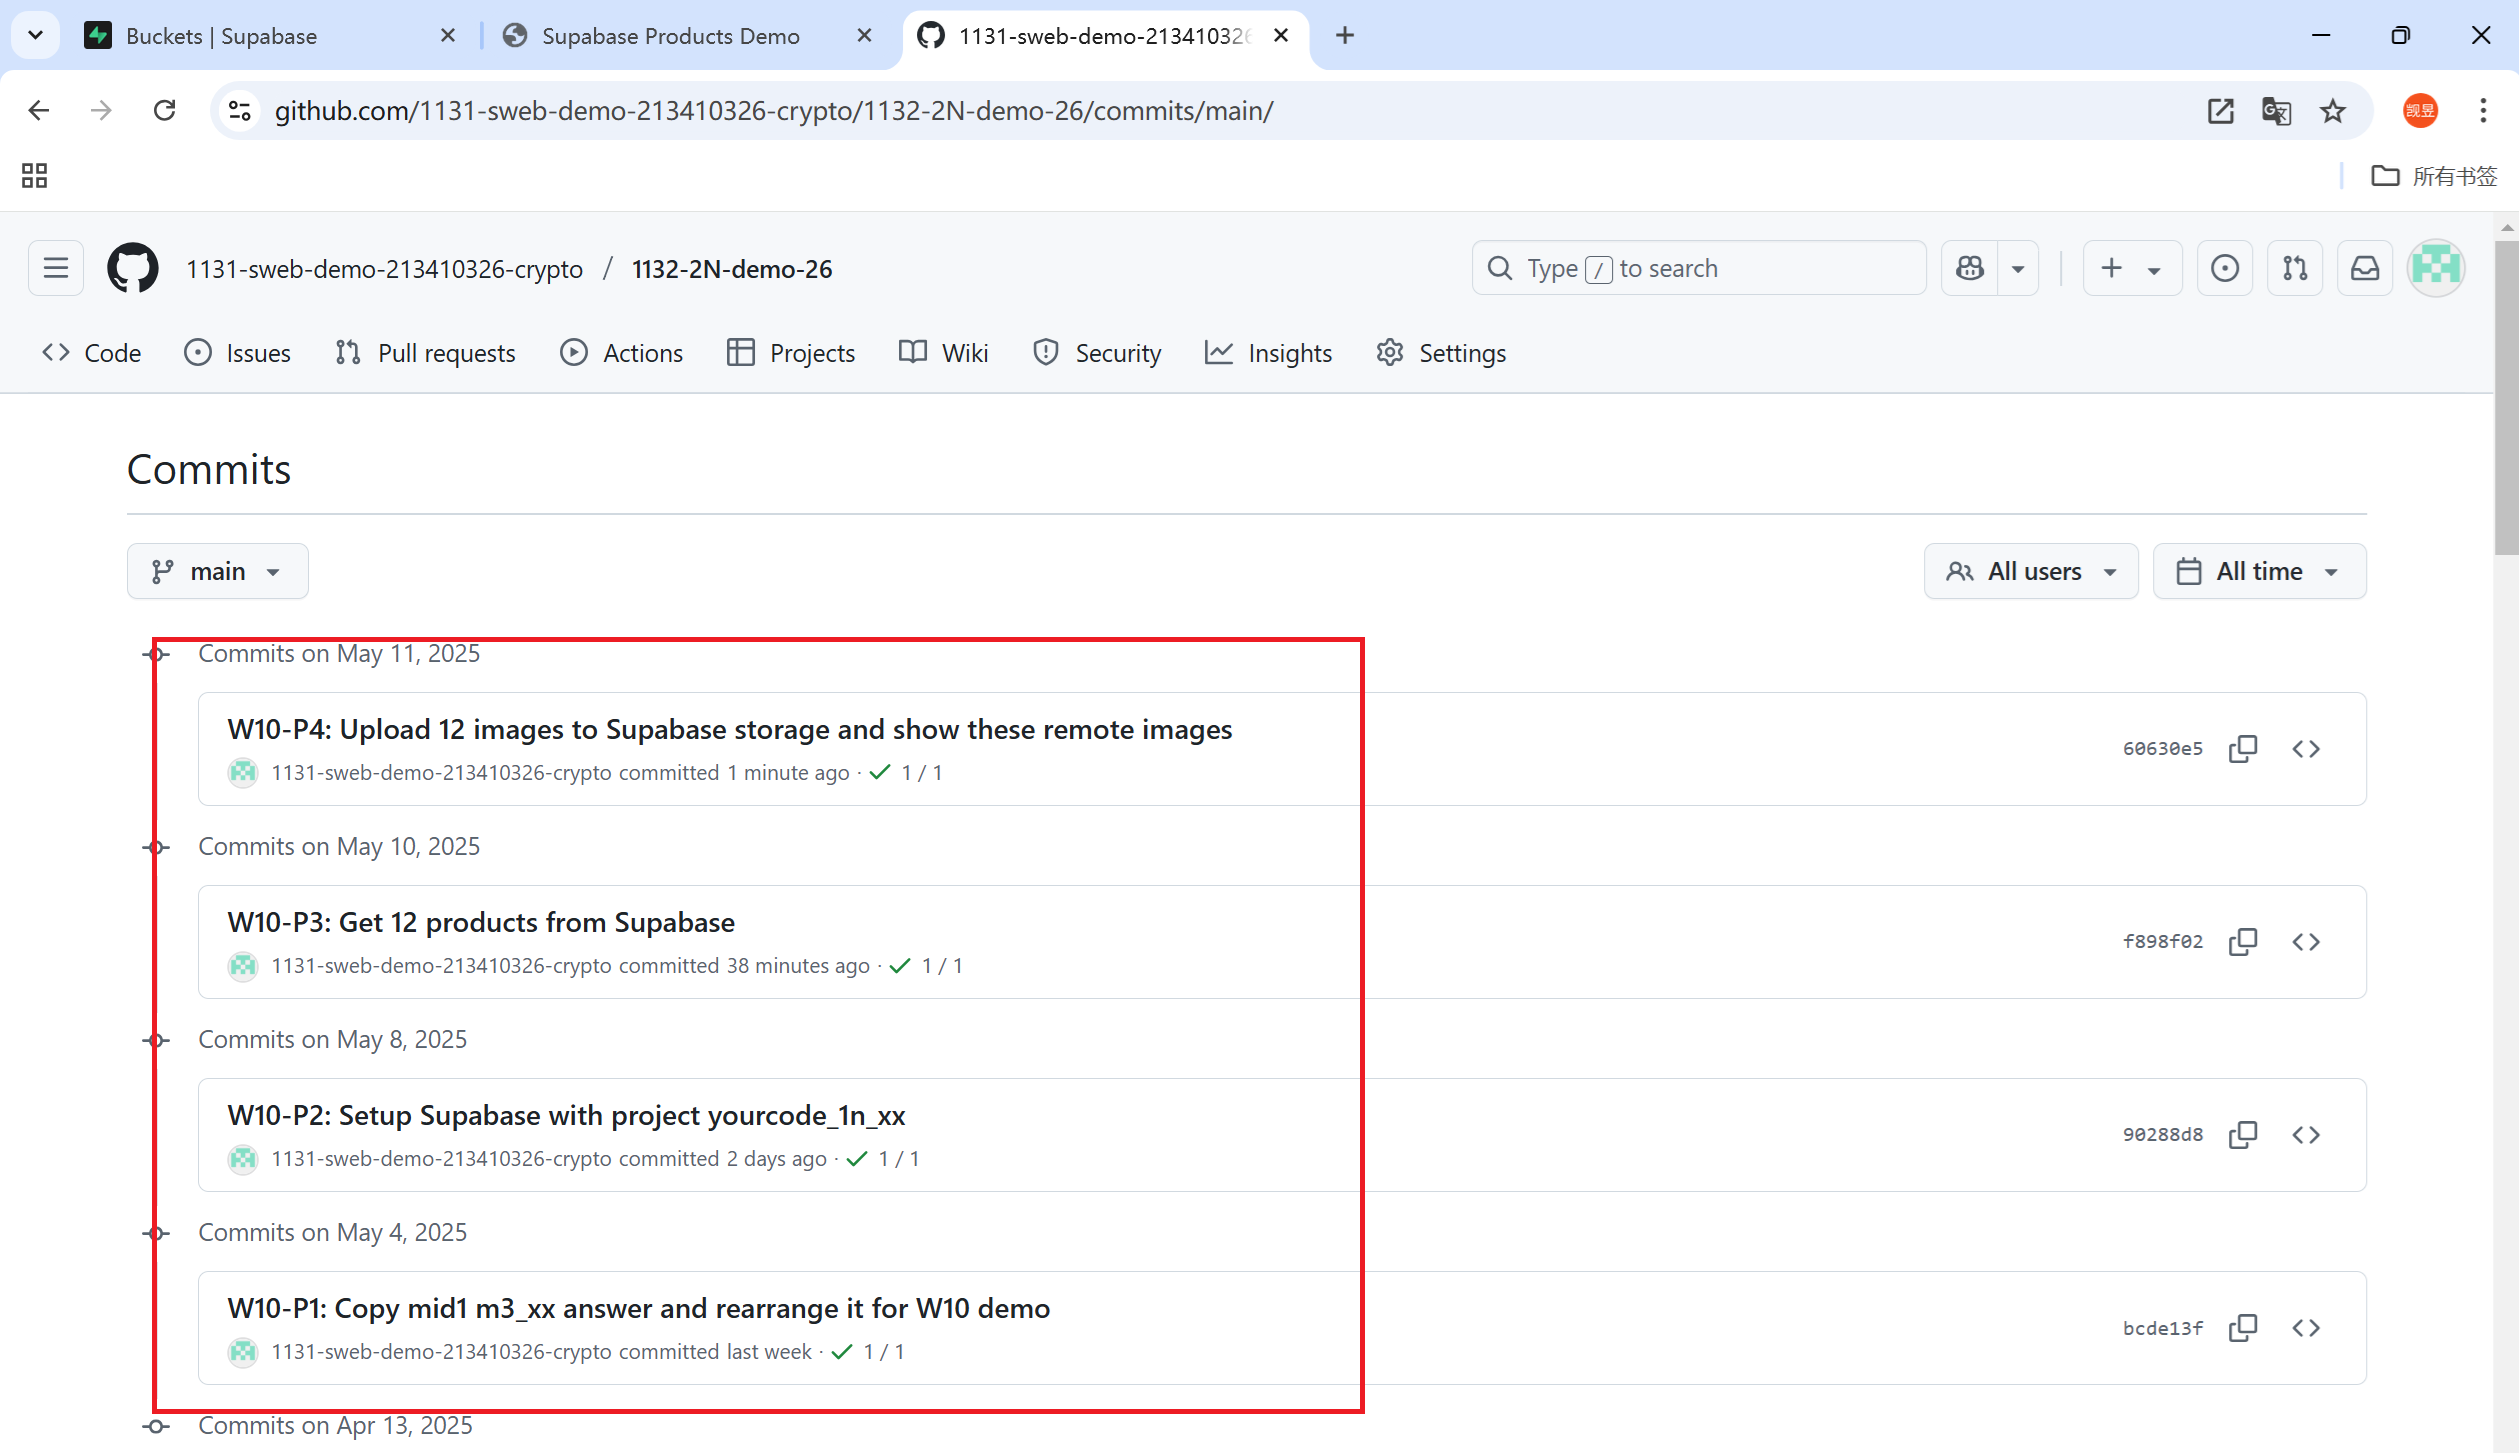 Buckets | Supabase
Supabase Products Demo
1131-sweb-demo-213410326
github.com/1131-sweb-demo-213410326-crypto/1132-2N-demo-26/commits/main/
凯昱
所有书签
1131-sweb-demo-213410326-crypto / 1132-2N-demo-26
Type / to search
Code
Issues
Pull requests
Actions
Projects
Wiki
Security
Insights
Settings
Commits
main
All users
All time
Commits on May 11, 2025
W10-P4: Upload 12 images to Supabase storage and show these remote images
1131-sweb-demo-213410326-crypto committed 1 minute ago · 1 / 1
60630e5
Commits on May 10, 2025
W10-P3: Get 12 products from Supabase
1131-sweb-demo-213410326-crypto committed 38 minutes ago · 1 / 1
f898f02
Commits on May 8, 2025
W10-P2: Setup Supabase with project yourcode_1n_xx
1131-sweb-demo-213410326-crypto committed 2 days ago · 1 / 1
90288d8
Commits on May 4, 2025
W10-P1: Copy mid1 m3_xx answer and rearrange it for W10 demo
1131-sweb-demo-213410326-crypto committed last week · 1 / 1
bcde13f
Commits on Apr 13, 2025